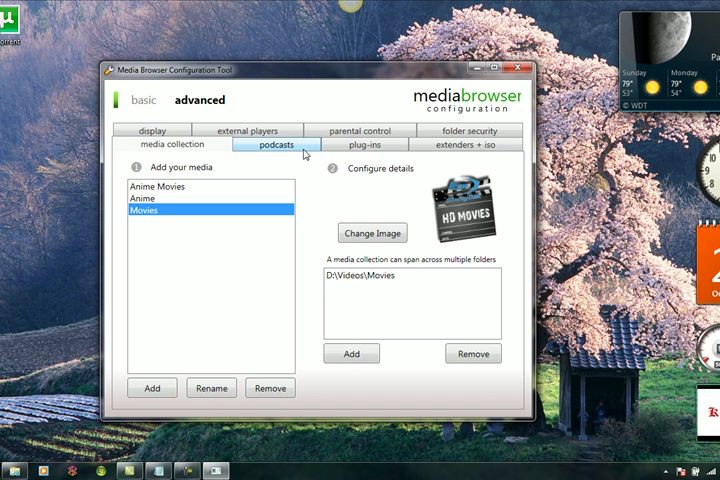 µ
orrent
Media Browser Configuration Tool
basic advanced
mediabrowser
configuration
display external players parental control folder security
media collection podcasts plug-ins extenders + iso
1 Add your media
2 Configure details
Anime Movies
Anime
Movies
HD MOVIES
Change Image
A media collection can span across multiple folders
D:\Videos\Movies
Add Remove
Add Rename Remove
Pa
Sunday Monday
79° 79°
53° 54°
© WDT
K